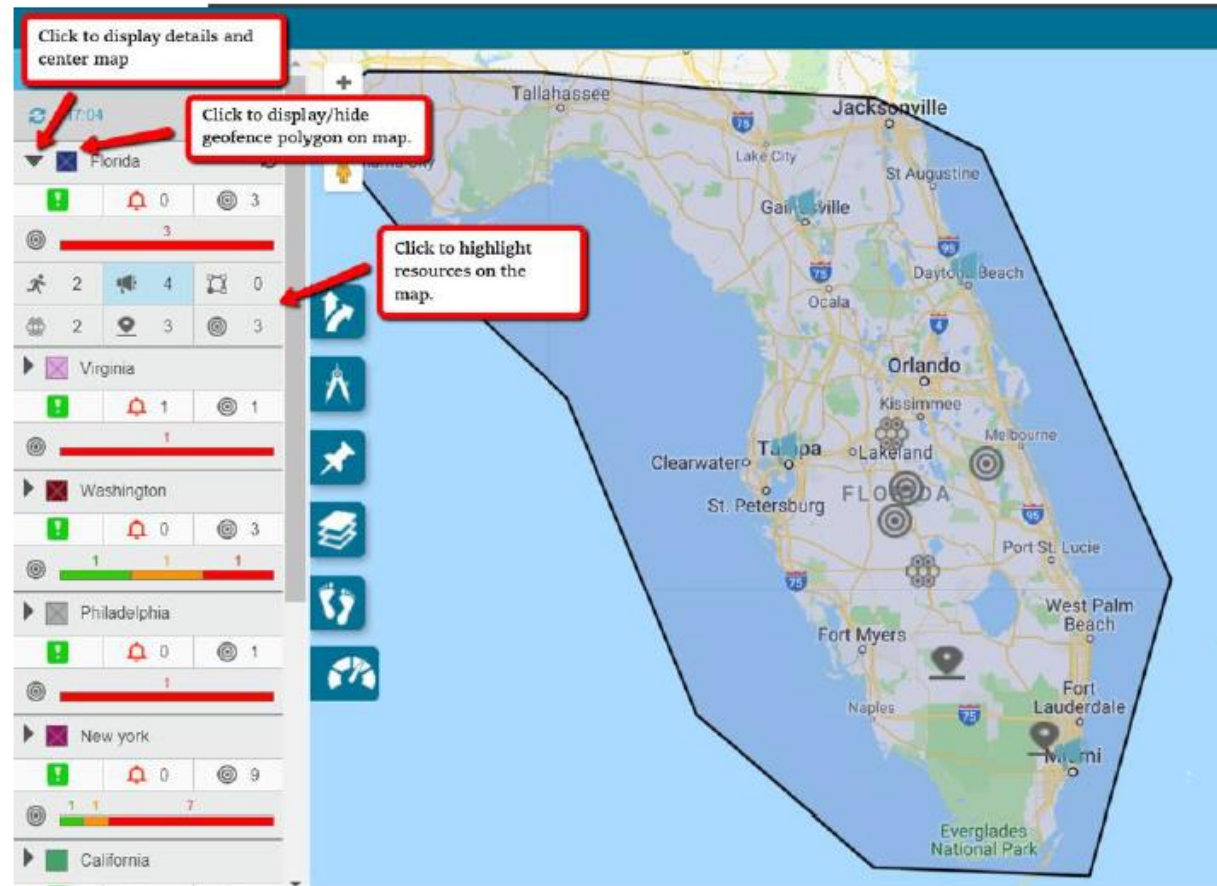 Click to display details and
center map
Click to display/hide
geofence polygon on map.
Click to highlight
resources on the
map.
17:04
Florida
0
3
3
2
4
0
2
3
3
Virginia
1
1
1
Washington
0
3
1
1
1
Philadelphia
0
1
1
New york
0
9
1
1
7
California
+
Tallahassee
Jacksonville
75
Lake City
St Augustine
Gainesville
95
Daytona Beach
75
Ocala
4
Orlando
Kissimmee
Melbourne
Tampa
Lakeland
Clearwater
FLORIDA
St. Petersburg
95
Port St. Lucie
75
West Palm
Beach
Fort Myers
Fort
Lauderdale
Naples
75
Miami
Everglades
National Park